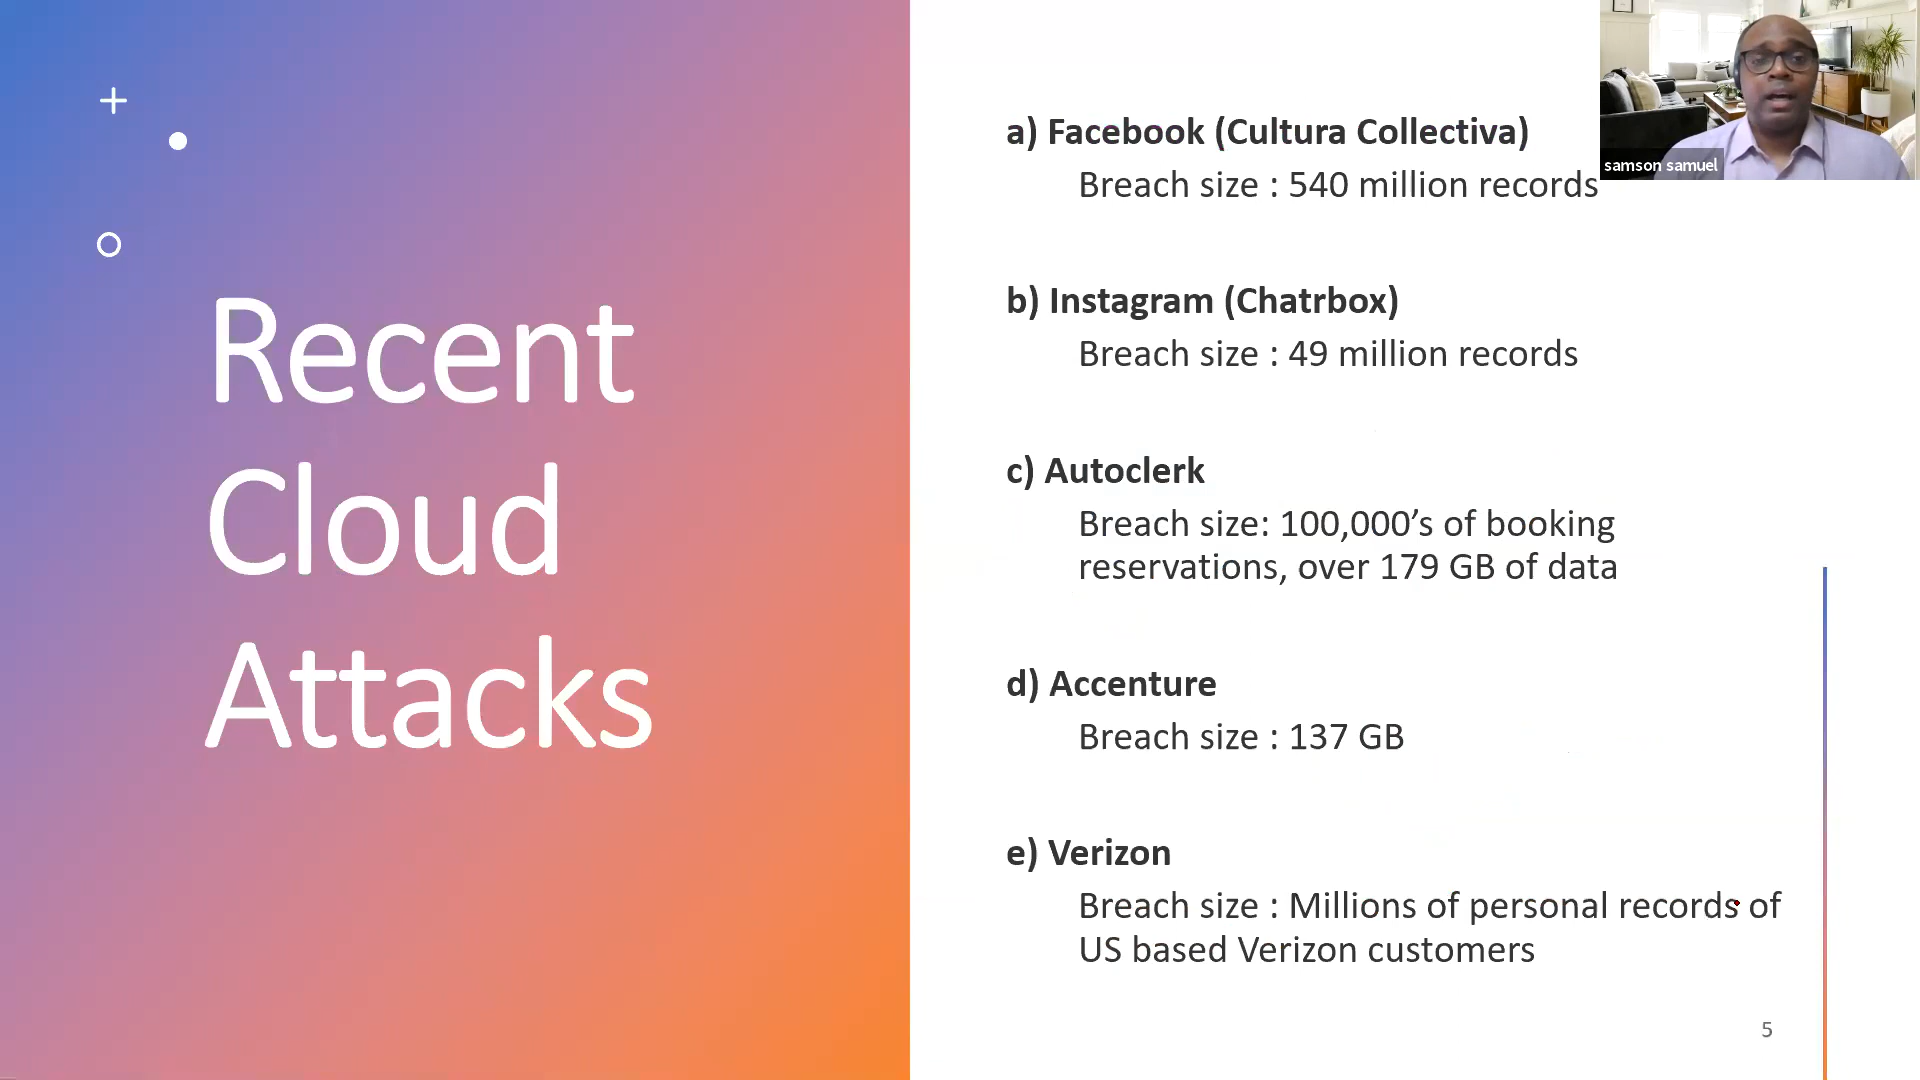 Recent
Cloud
Attacks
a) Facebook (Cultura Collectiva)
Breach size : 540 million records
b) Instagram (Chatrbox)
Breach size : 49 million records
c) Autoclerk
Breach size: 100,000’s of booking
reservations, over 179 GB of data
d) Accenture
Breach size : 137 GB
e) Verizon
Breach size : Millions of personal records of
US based Verizon customers
5
samson samuel